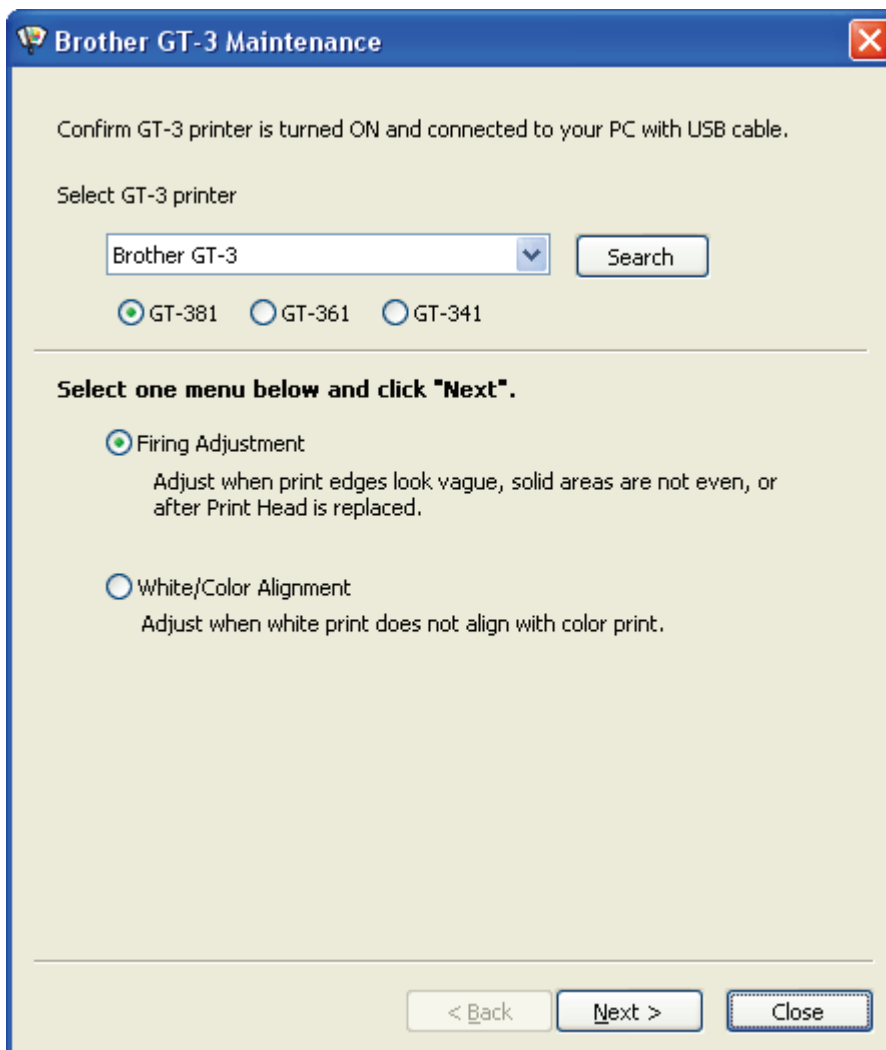 Brother GT-3 Maintenance
Confirm GT-3 printer is turned ON and connected to your PC with USB cable.
Select GT-3 printer
Brother GT-3 Search
GT-381 GT-361 GT-341
Select one menu below and click "Next".
Firing Adjustment
Adjust when print edges look vague, solid areas are not even, or
after Print Head is replaced.
White/Color Alignment
Adjust when white print does not align with color print.
< Back Next > Close